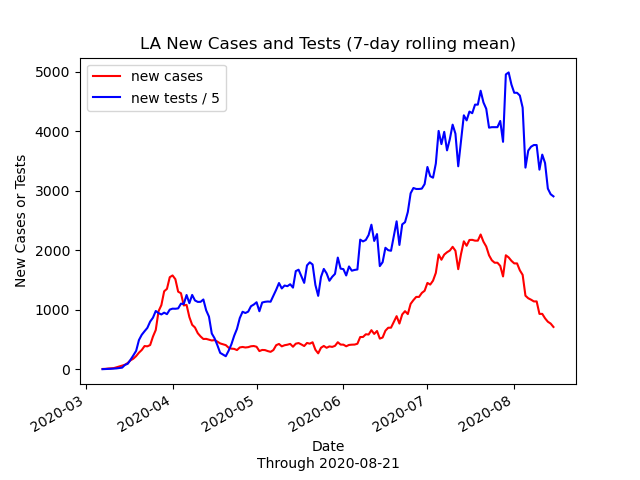 LA New Cases and Tests (7-day rolling mean)
new cases
new tests / 5
5000
4000
3000
2000
1000
0
New Cases or Tests
2020-03
2020-04
2020-05
2020-06
2020-07
2020-08
Date
Through 2020-08-21